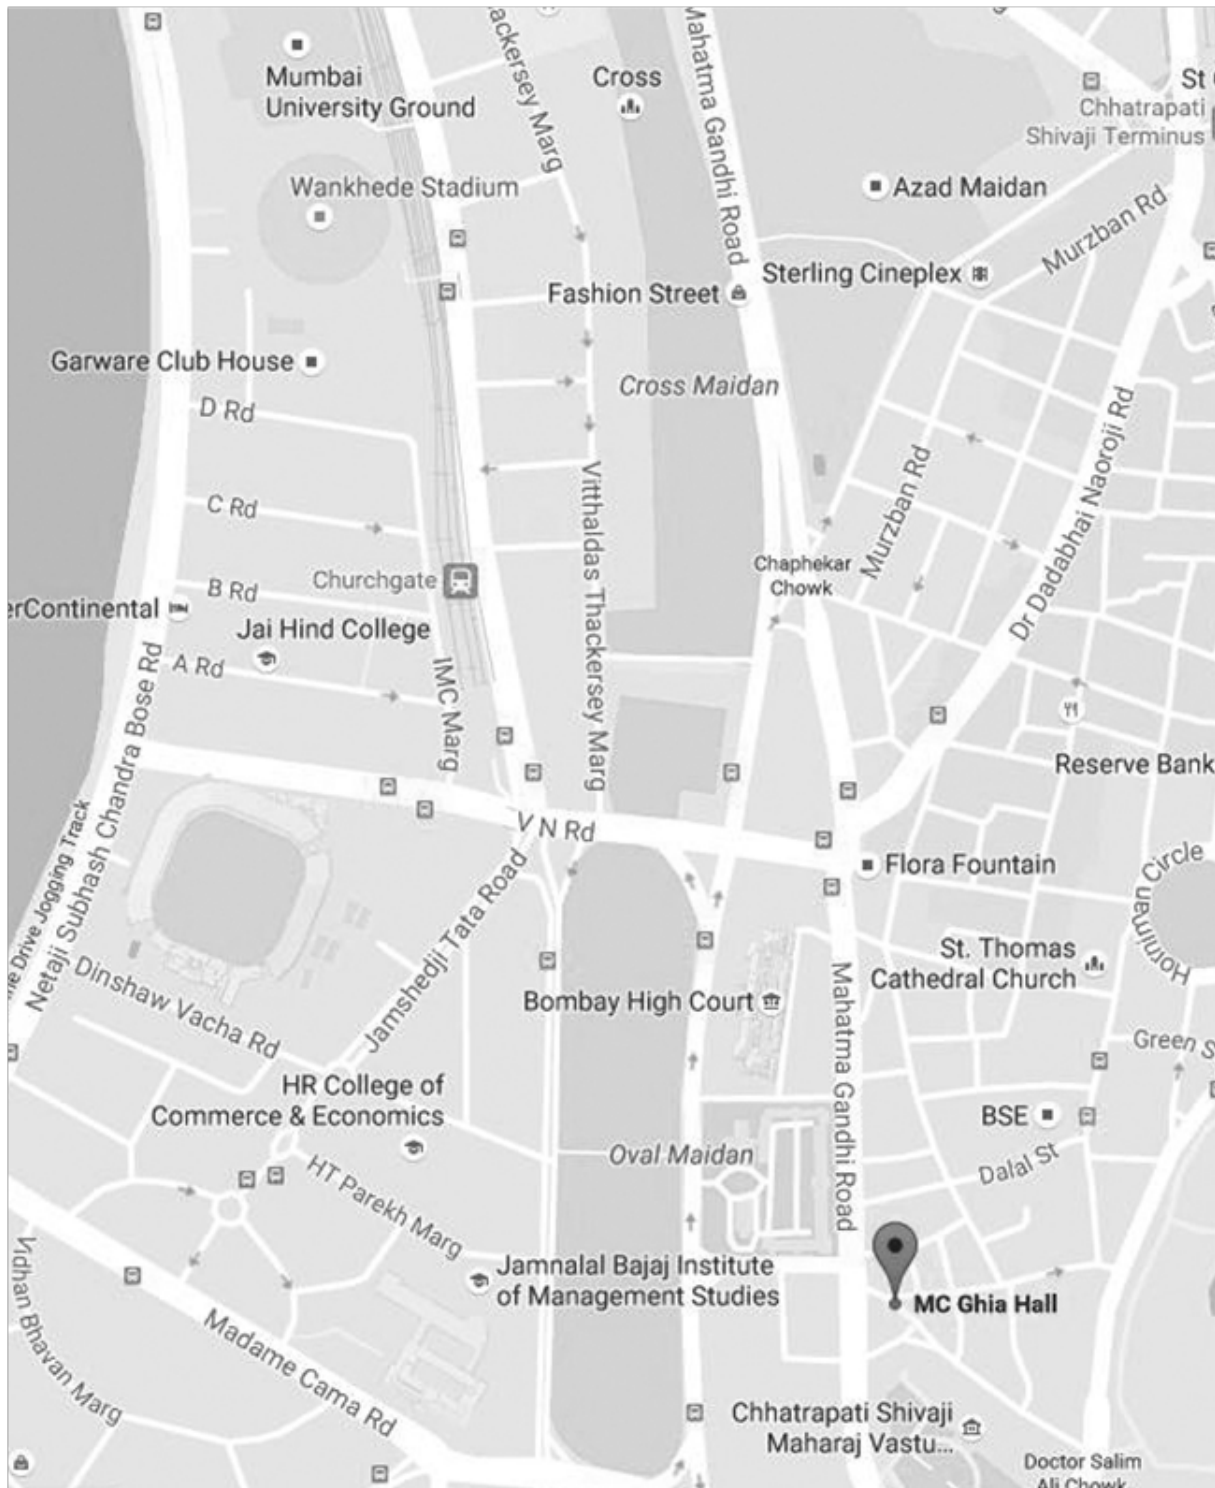 Mumbai
University Ground
ackersey Marg
Cross
Mahatma Gandhi Road
St
Chhatrapati
Shivaji Terminus
Wankhede Stadium
Azad Maidan
Murzban Rd
Sterling Cineplex
Fashion Street
Garware Club House
Cross Maidan
D Rd
Dr Dadabhai Naoroji Rd
Murzban Rd
Vitthaldas Thackersey Marg
C Rd
Chaphekar
Chowk
Churchgate
B Rd
erContinental
Jai Hind College
A Rd
IMC Marg
Netaji Subhash Chandra Bose Rd
Reserve Bank
ne Drive Jogging Track
V N Rd
Flora Fountain
Horniman Circle
Jamshedji Tata Road
St. Thomas
Cathedral Church
Dinshaw Vacha Rd
Bombay High Court
Mahatma Gandhi Road
Green S
HR College of
Commerce & Economics
BSE
Oval Maidan
Dalal St
HT Parekh Marg
Jamnalal Bajaj Institute
of Management Studies
MC Ghia Hall
Vidhan Bhavan Marg
Madame Cama Rd
Chhatrapati Shivaji
Maharaj Vastu...
Doctor Salim
Ali Chowk